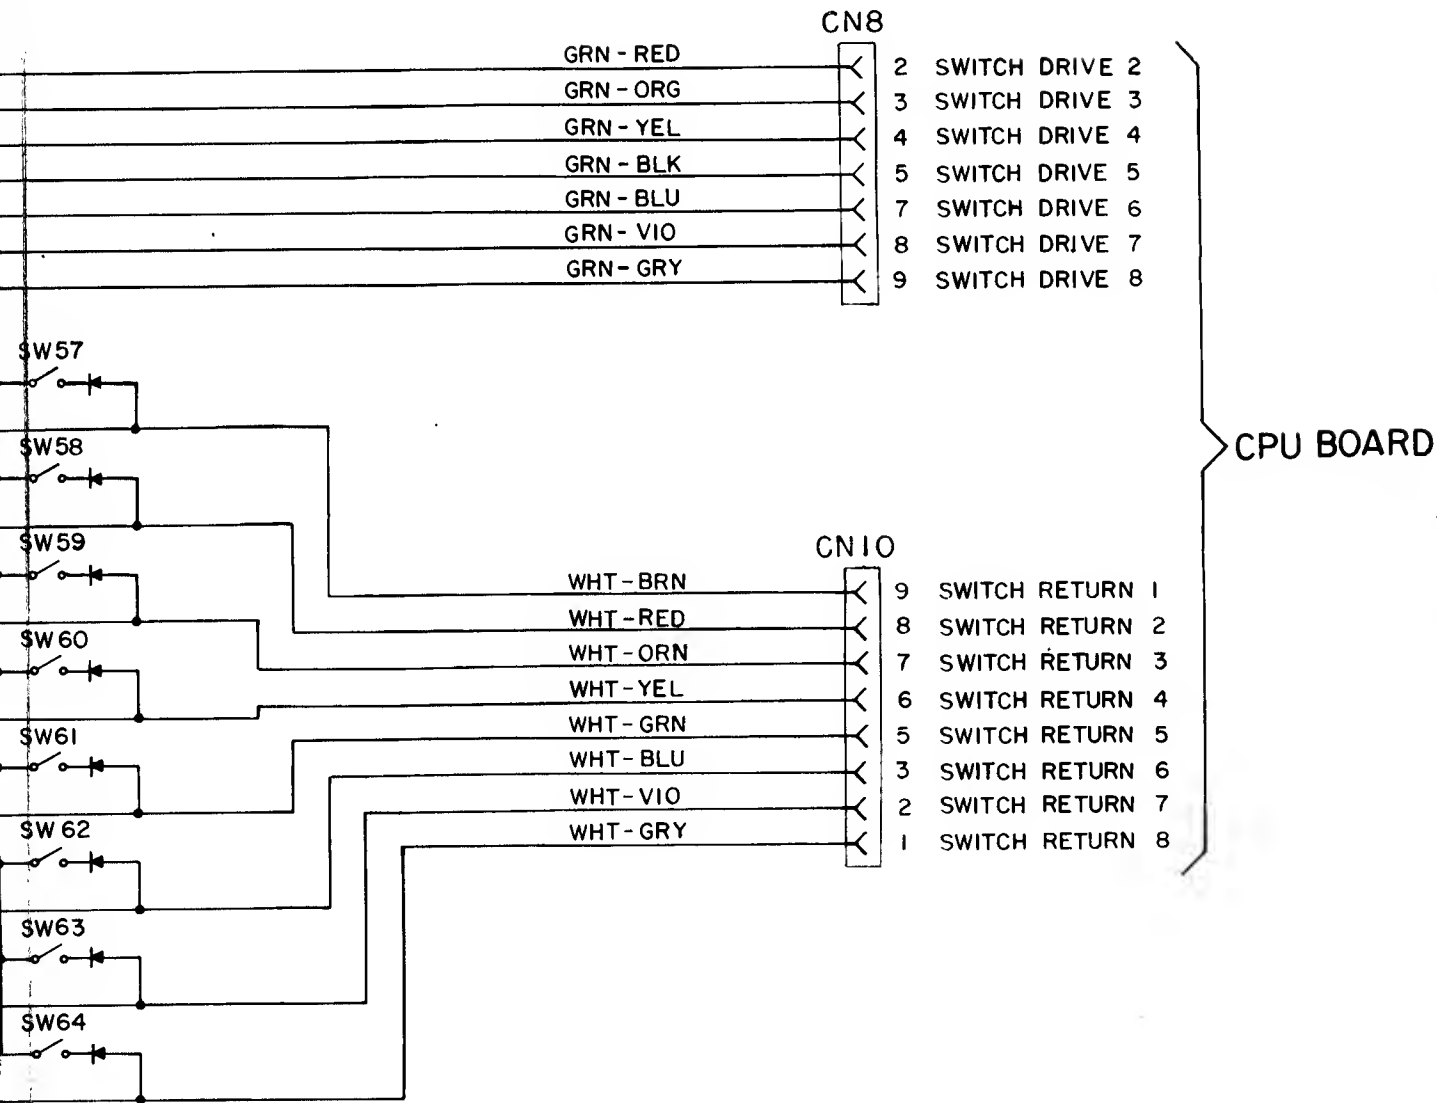 CN8
GRN - RED 2 SWITCH DRIVE 2
GRN - ORG 3 SWITCH DRIVE 3
GRN - YEL 4 SWITCH DRIVE 4
GRN - BLK 5 SWITCH DRIVE 5
GRN - BLU 7 SWITCH DRIVE 6
GRN - VIO 8 SWITCH DRIVE 7
GRN - GRY 9 SWITCH DRIVE 8
SW57
SW58
CPU BOARD
SW59
CN10
WHT - BRN 9 SWITCH RETURN 1
WHT - RED 8 SWITCH RETURN 2
SW60
WHT - ORN 7 SWITCH RETURN 3
WHT - YEL 6 SWITCH RETURN 4
SW61
WHT - GRN 5 SWITCH RETURN 5
WHT - BLU 3 SWITCH RETURN 6
WHT - VIO 2 SWITCH RETURN 7
SW62
WHT - GRY 1 SWITCH RETURN 8
SW63
SW64